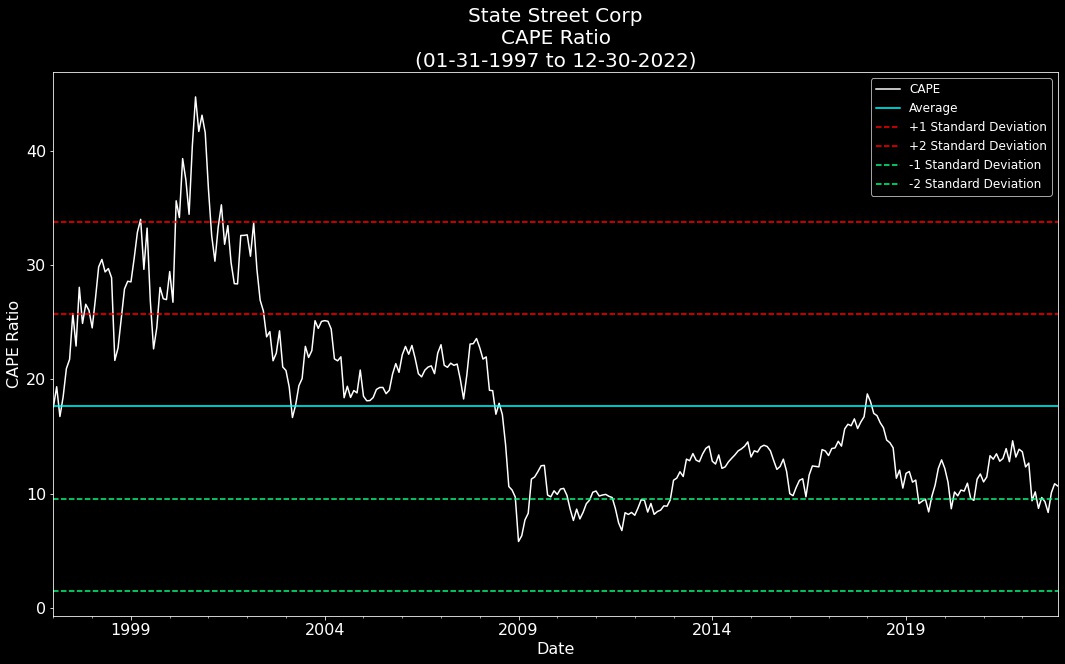 State Street Corp
CAPE Ratio
(01-31-1997 to 12-30-2022)
CAPE
Average
+1 Standard Deviation
+2 Standard Deviation
-1 Standard Deviation
-2 Standard Deviation
CAPE Ratio
40
30
20
10
0
1999 2004 2009 2014 2019
Date